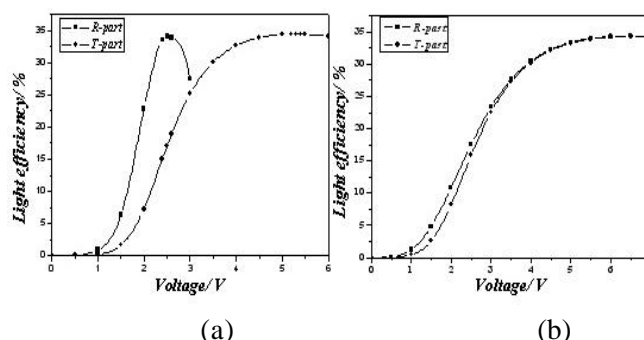 R-part
T-part
Light efficiency/ %
35
30
25
20
15
10
5
0
0 1 2 3 4 5 6
Voltage/ V
(a)
R-part
T-part
Light efficiency/ %
35
30
25
20
15
10
5
0
0 1 2 3 4 5 6
Voltage/ V
(b)